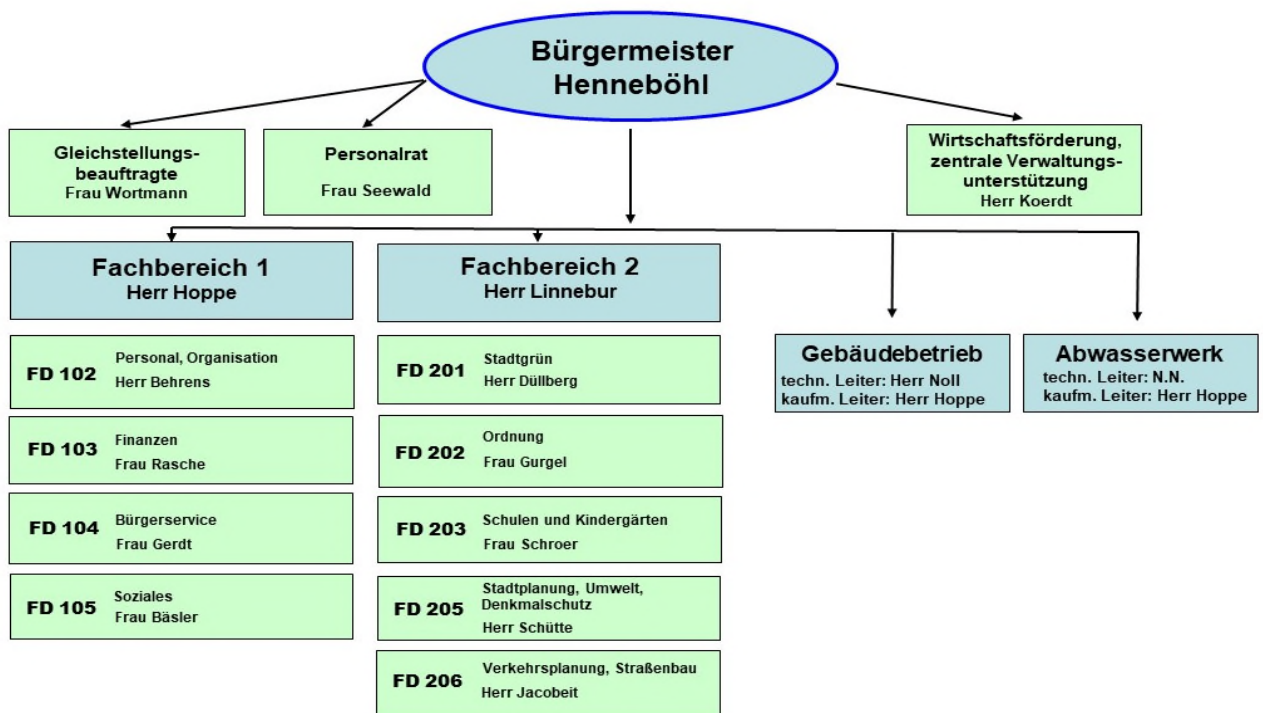 Bürgermeister
Henneböhl
Gleichstellungs-
beauftragte
Frau Wortmann
Personalrat
Frau Seewald
Wirtschaftsförderung,
zentrale Verwaltungs-
unterstützung
Herr Koerdt
Fachbereich 1
Herr Hoppe
FD 102
Personal, Organisation
Herr Behrens
FD 103
Finanzen
Frau Rasche
FD 104
Bürgerservice
Frau Gerdt
FD 105
Soziales
Frau Bäsler
Fachbereich 2
Herr Linnebur
FD 201
Stadtgrün
Herr Düllberg
FD 202
Ordnung
Frau Gurgel
FD 203
Schulen und Kindergärten
Frau Schroer
FD 205
Stadtplanung, Umwelt,
Denkmalschutz
Herr Schütte
FD 206
Verkehrsplanung, Straßenbau
Herr Jacobeit
Gebäudebetrieb
techn. Leiter: Herr Noll
kaufm. Leiter: Herr Hoppe
Abwasserwerk
techn. Leiter: N.N.
kaufm. Leiter: Herr Hoppe